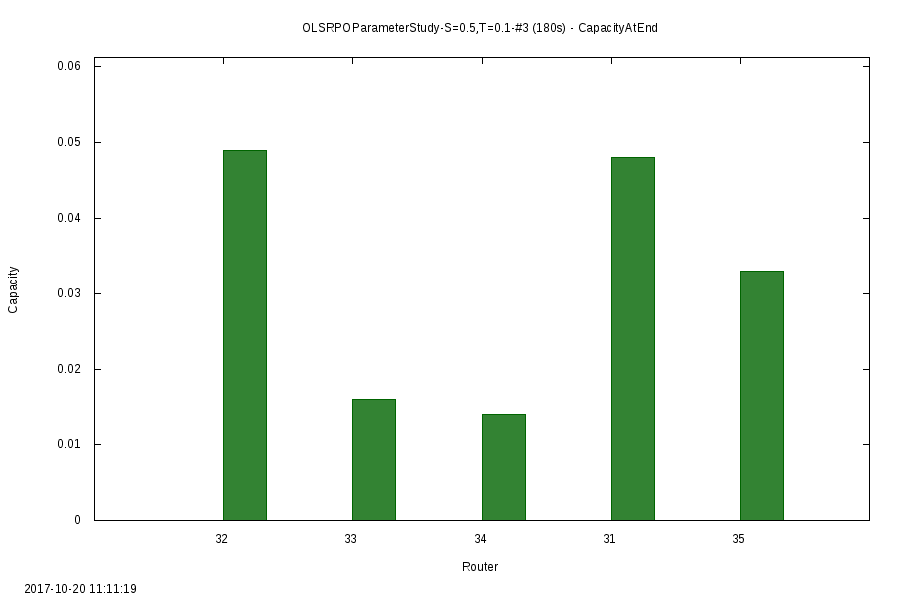 OLSRPOParameterStudy-S=0.5,T=0.1-#3 (180s) - CapacityAtEnd
0.06
0.05
0.04
0.03
0.02
0.01
0
Capacity
32 33 34 31 35
Router
2017-10-20 11:11:19